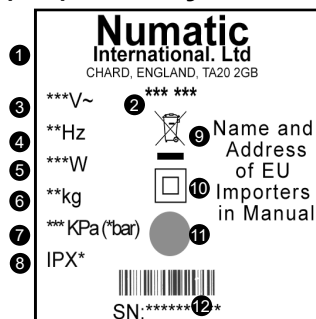 Numatic
International. Ltd
1
CHARD, ENGLAND, TA20 2GB
2 *** ***
3 ***V~
4 **Hz
5 ***W
6 **kg
7 *** KPa (*bar)
8 IPX*
9
10
11
Name and
Address
of EU
Importers
in Manual
SN:******12**